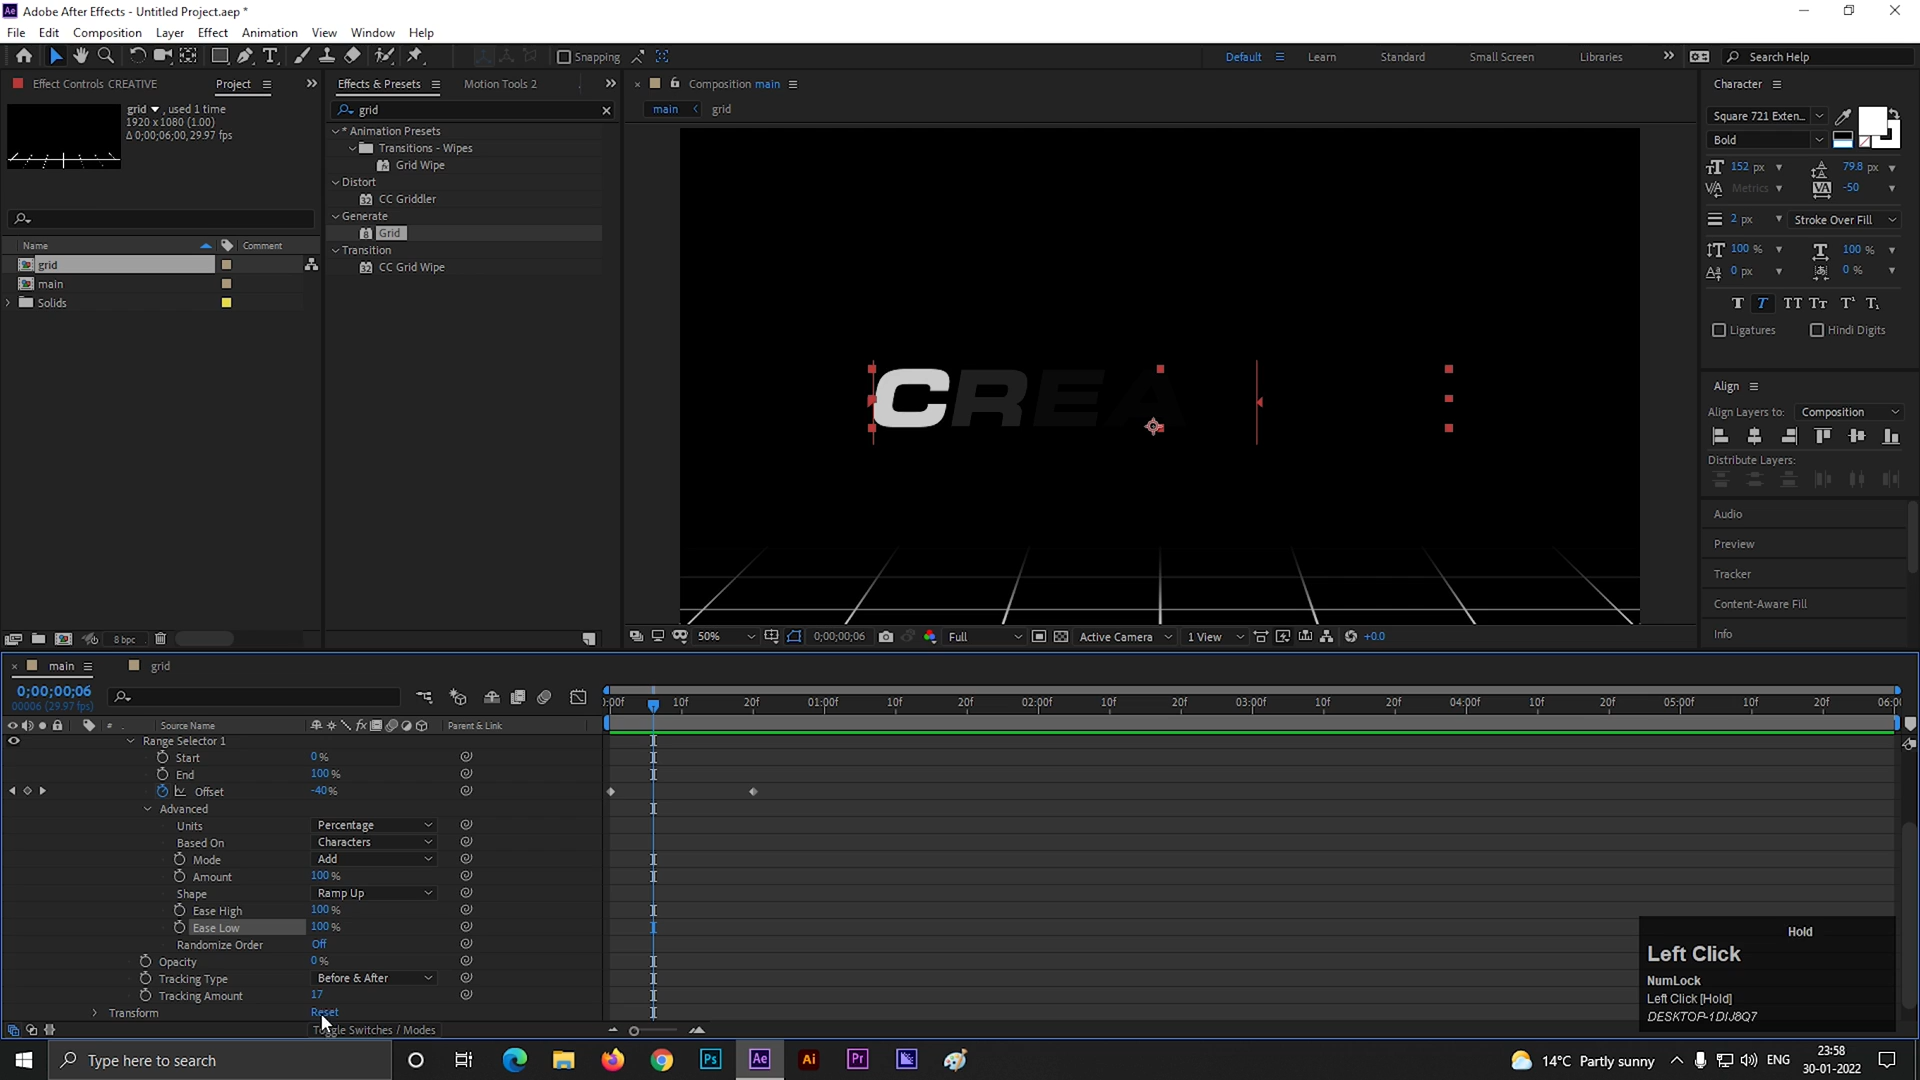 Adobe After Effects - Untitled Project.aep *
File Edit Composition Layer Effect Animation View Window Help
Snapping
Default Learn Standard Small Screen Libraries Search Help
Effect Controls CREATIVE Project
Effects & Presets Motion Tools 2
Composition main
Character
grid , used 1 time
1920 x 1080 (1.00)
Δ 0;00;06;00, 29.97 fps
grid
main grid
Square 721 Exten...
Bold
* Animation Presets
Transitions - Wipes
Grid Wipe
Distort
CC Griddler
Generate
Grid
Transition
CC Grid Wipe
152 px 79.8 px
Metrics -50
2 px Stroke Over Fill
100 % 100 %
0 px 0 %
T T TT Tт T¹ T₁
Ligatures Hindi Digits
Name Comment
grid
main
Solids
CREA
Align
Align Layers to: Composition
Distribute Layers:
Audio
Preview
Tracker
Content-Aware Fill
Info
8 bpc
50% 0;00;00;06 Full Active Camera 1 View +0.0
main grid
0;00;00;06
00006 (29.97 fps)
:00f 10f 20f 01:00f 10f 20f 02:00f 10f 20f 03:00f 10f 20f 04:00f 10f 20f 05:00f 10f 20f 06:00
# Source Name Parent & Link
Range Selector 1
Start 0%
End 100%
Offset -40%
Advanced
Units Percentage
Based On Characters
Mode Add
Amount 100%
Shape Ramp Up
Ease High 100%
Ease Low 100%
Randomize Order Off
Opacity 0%
Tracking Type Before & After
Tracking Amount 17
Transform Reset
Toggle Switches / Modes
Hold
Left Click
NumLock
Left Click [Hold]
DESKTOP-1DIJ8Q7
Type here to search
Ps Ae Ai Pr
14°C Partly sunny ENG
23:58
30-01-2022